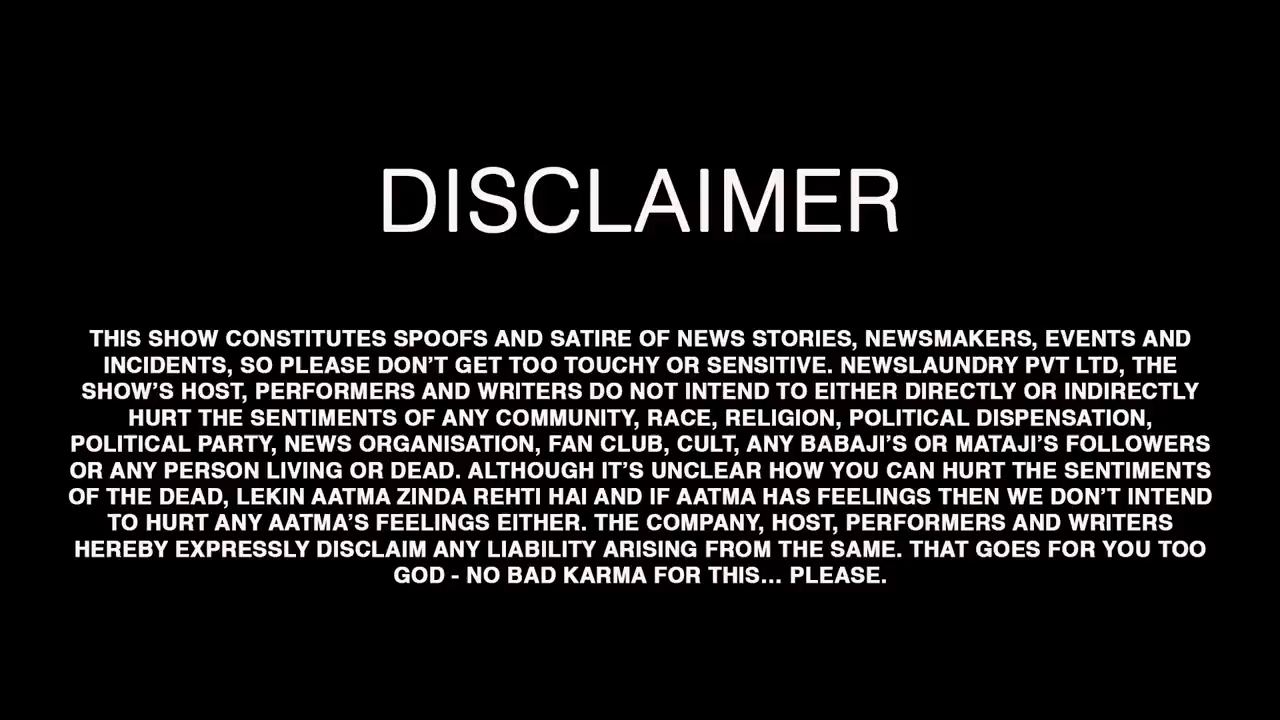 DISCLAIMER
THIS SHOW CONSTITUTES SPOOFS AND SATIRE OF NEWS STORIES, NEWSMAKERS, EVENTS AND
INCIDENTS, SO PLEASE DON'T GET TOO TOUCHY OR SENSITIVE. NEWSLAUNDRY PVT LTD, THE
SHOW'S HOST, PERFORMERS AND WRITERS DO NOT INTEND TO EITHER DIRECTLY OR INDIRECTLY
HURT THE SENTIMENTS OF ANY COMMUNITY, RACE, RELIGION, POLITICAL DISPENSATION,
POLITICAL PARTY, NEWS ORGANISATION, FAN CLUB, CULT, ANY BABAJI'S OR MATAJI'S FOLLOWERS
OR ANY PERSON LIVING OR DEAD. ALTHOUGH IT'S UNCLEAR HOW YOU CAN HURT THE SENTIMENTS
OF THE DEAD, LEKIN AATMA ZINDA REHTI HAI AND IF AATMA HAS FEELINGS THEN WE DON'T INTEND
TO HURT ANY AATMA'S FEELINGS EITHER. THE COMPANY, HOST, PERFORMERS AND WRITERS
HEREBY EXPRESSLY DISCLAIM ANY LIABILITY ARISING FROM THE SAME. THAT GOES FOR YOU TOO
GOD - NO BAD KARMA FOR THIS... PLEASE.